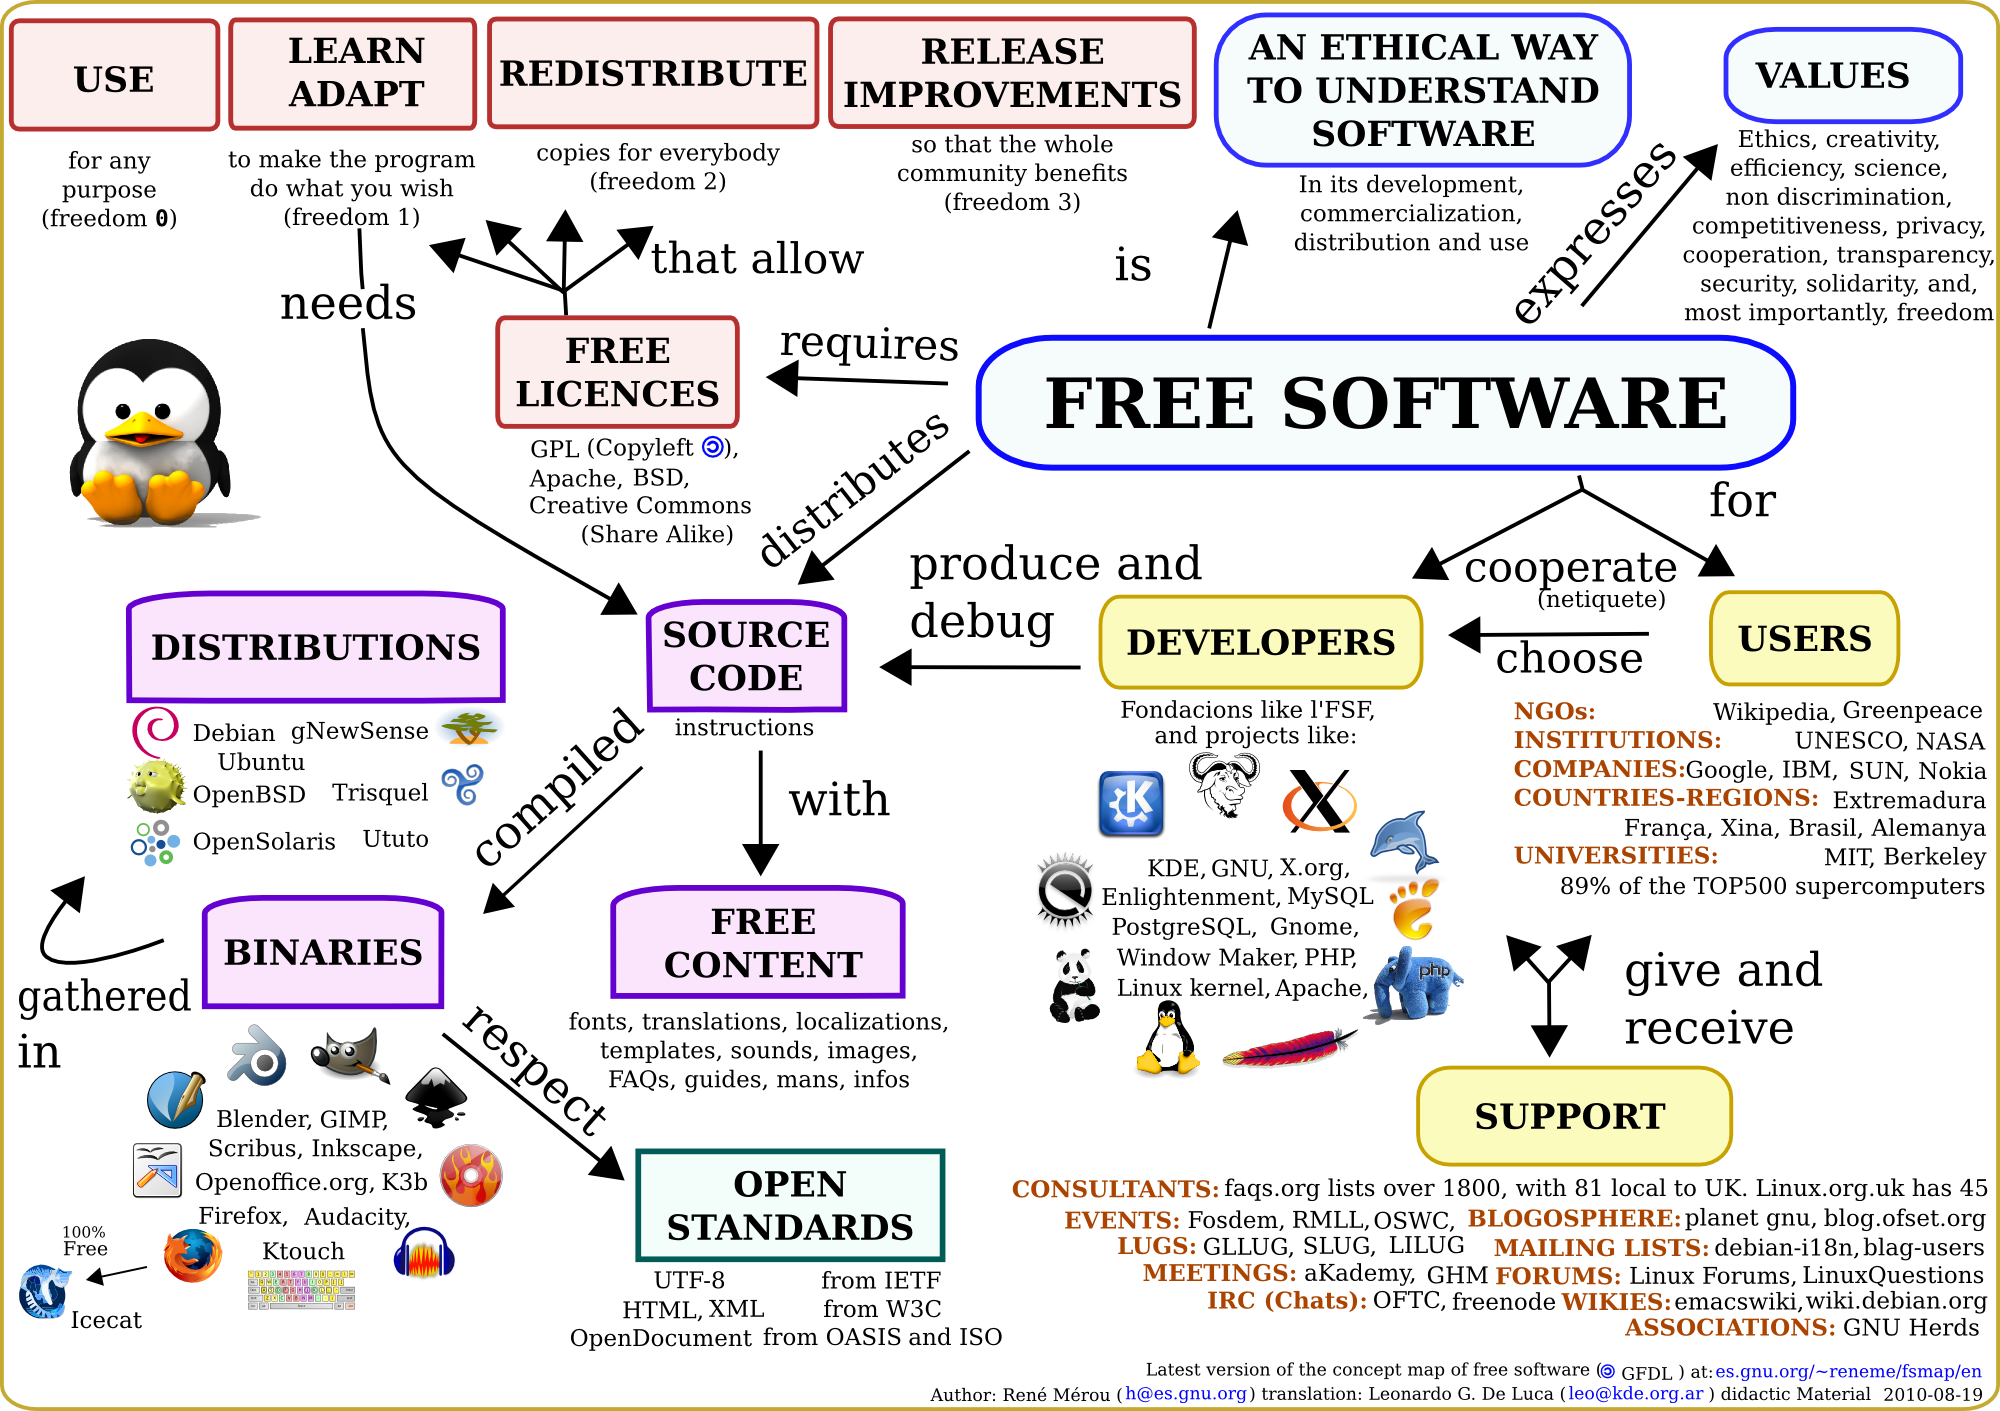 USE
for any
purpose
(freedom 0)
LEARN
ADAPT
to make the program
do what you wish
(freedom 1)
REDISTRIBUTE
copies for everybody
(freedom 2)
RELEASE
IMPROVEMENTS
so that the whole
community benefits
(freedom 3)
AN ETHICAL WAY
TO UNDERSTAND
SOFTWARE
In its development,
commercialization,
distribution and use
VALUES
Ethics, creativity,
efficiency, science,
non discrimination,
competitiveness, privacy,
cooperation, transparency,
security, solidarity, and,
most importantly, freedom
that allow
is
expresses
needs
FREE
LICENCES
GPL (Copyleft ), 
Apache, BSD,
Creative Commons
(Share Alike)
requires
FREE SOFTWARE
distributes
for
produce and
debug
cooperate
(netiquete)
choose
DISTRIBUTIONS
Debian gNewSense
Ubuntu
OpenBSD Trisquel
OpenSolaris Ututo
SOURCE
CODE
instructions
DEVELOPERS
Fondacions like l'FSF,
and projects like:
KDE, GNU, X.org,
Enlightenment, MySQL
PostgreSQL, Gnome,
Window Maker, PHP,
Linux kernel, Apache,
php
USERS
NGOs: Wikipedia, Greenpeace
INSTITUTIONS: UNESCO, NASA
COMPANIES: Google, IBM, SUN, Nokia
COUNTRIES-REGIONS: Extremadura
França, Xina, Brasil, Alemanya
UNIVERSITIES: MIT, Berkeley
89% of the TOP500 supercomputers
compiled
with
BINARIES
gathered
in
Blender, GIMP,
Scribus, Inkscape,
Openoffice.org, K3b
Firefox, Audacity,
Ktouch
100%
Free
Icecat
FREE
CONTENT
fonts, translations, localizations,
templates, sounds, images,
FAQs, guides, mans, infos
respect
OPEN
STANDARDS
UTF-8 from IETF
HTML, XML from W3C
OpenDocument from OASIS and ISO
give and
receive
SUPPORT
CONSULTANTS: faqs.org lists over 1800, with 81 local to UK. Linux.org.uk has 45
EVENTS: Fosdem, RMLL, OSWC, BLOGOSPHERE: planet gnu, blog.ofset.org
LUGS: GLLUG, SLUG, LILUG MAILING LISTS: debian-i18n, blag-users
MEETINGS: aKademy, GHM FORUMS: Linux Forums, LinuxQuestions
IRC (Chats): OFTC, freenode WIKIES: emacswiki, wiki.debian.org
ASSOCIATIONS: GNU Herds
Latest version of the concept map of free software ( GFDL ) at: es.gnu.org/~reneme/fsmap/en
Author: René Mérou (h@es.gnu.org) translation: Leonardo G. De Luca (leo@kde.org.ar ) didactic Material 2010-08-19